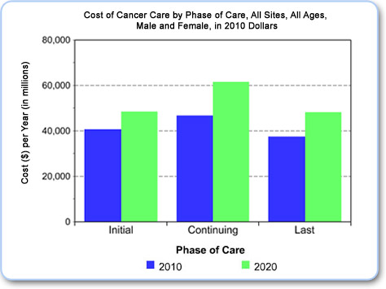 Cost of Cancer Care by Phase of Care, All Sites, All Ages,
Male and Female, in 2010 Dollars
Cost ($) per Year (in millions)
80,000
60,000
40,000
20,000
0
Initial Continuing Last
Phase of Care
2010 2020